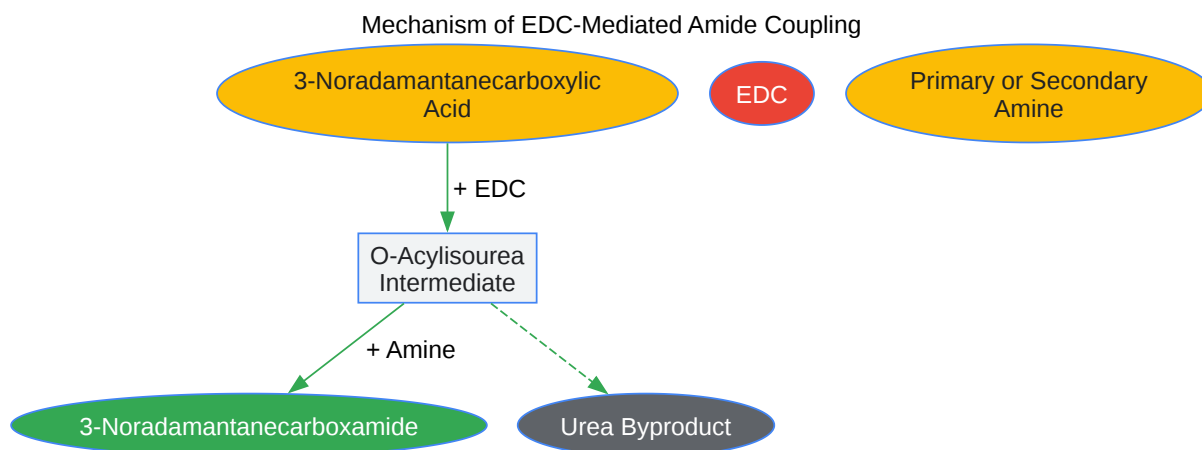 Mechanism of EDC-Mediated Amide Coupling
3-Noradamantanecarboxylic
Acid
EDC
Primary or Secondary
Amine
+ EDC
O-Acylisourea
Intermediate
+ Amine
3-Noradamantanecarboxamide
Urea Byproduct